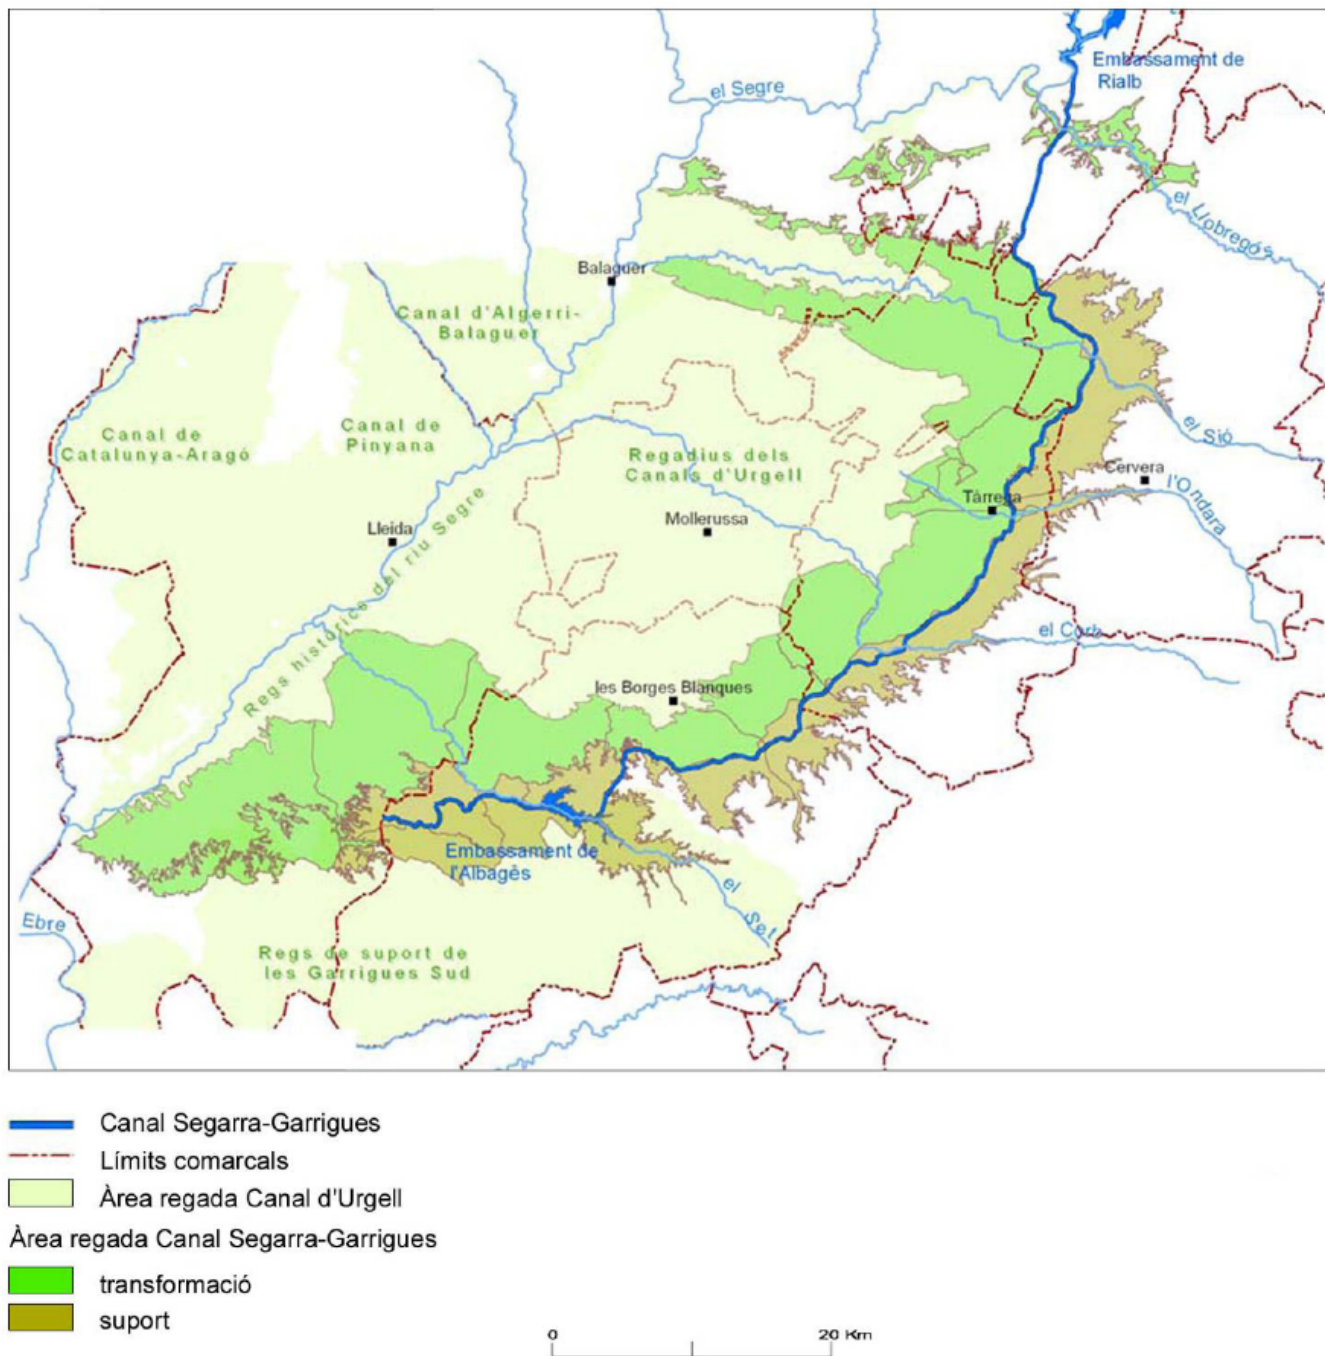 Embassament de
Rialb
el Segre
el Llobregós
Balaguer
Canal d'Algerri-
Balaguer
Canal de
Catalunya-Aragó
Canal de
Pinyana
Regadius dels
Canals d'Urgell
el Sió
Cervera
l'Ondara
Tàrrega
Mollerussa
Lleida
Regs històrics del riu Segre
el Corb
les Borges Blanques
Embassament de
l'Albagés
el Set
Ebre
Regs de suport de
les Garrigues Sud
Canal Segarra-Garrigues
Límits comarcals
Àrea regada Canal d'Urgell
Àrea regada Canal Segarra-Garrigues
transformació
suport
0 20 Km